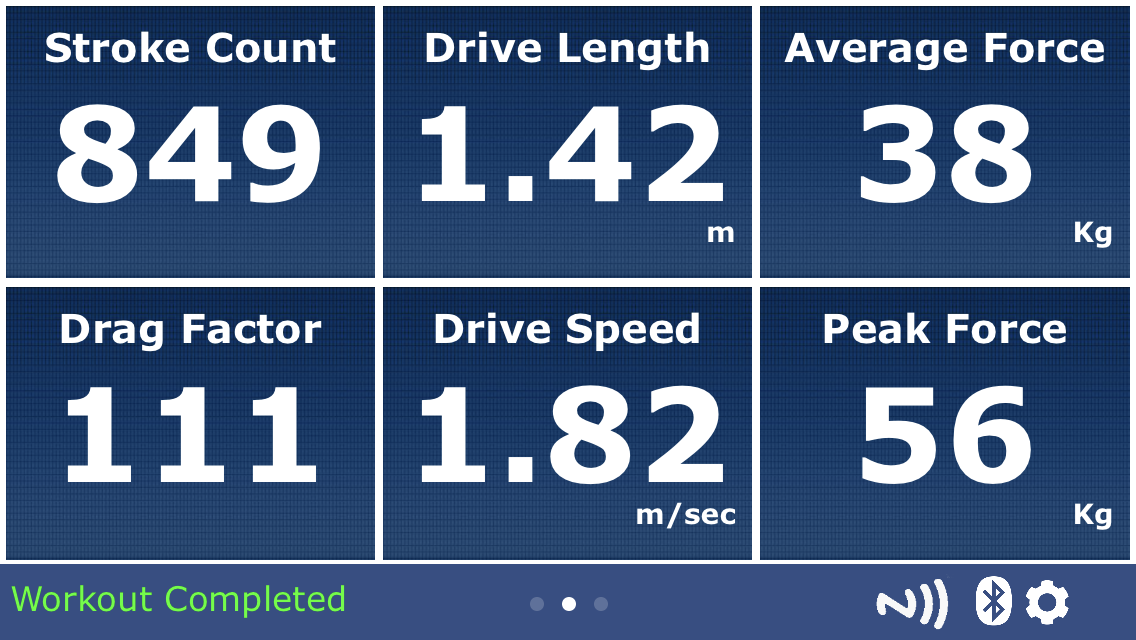 Stroke Count
849
Drive Length
1.42
m
Average Force
38
Kg
Drag Factor
111
Drive Speed
1.82
m/sec
Peak Force
56
Kg
Workout Completed